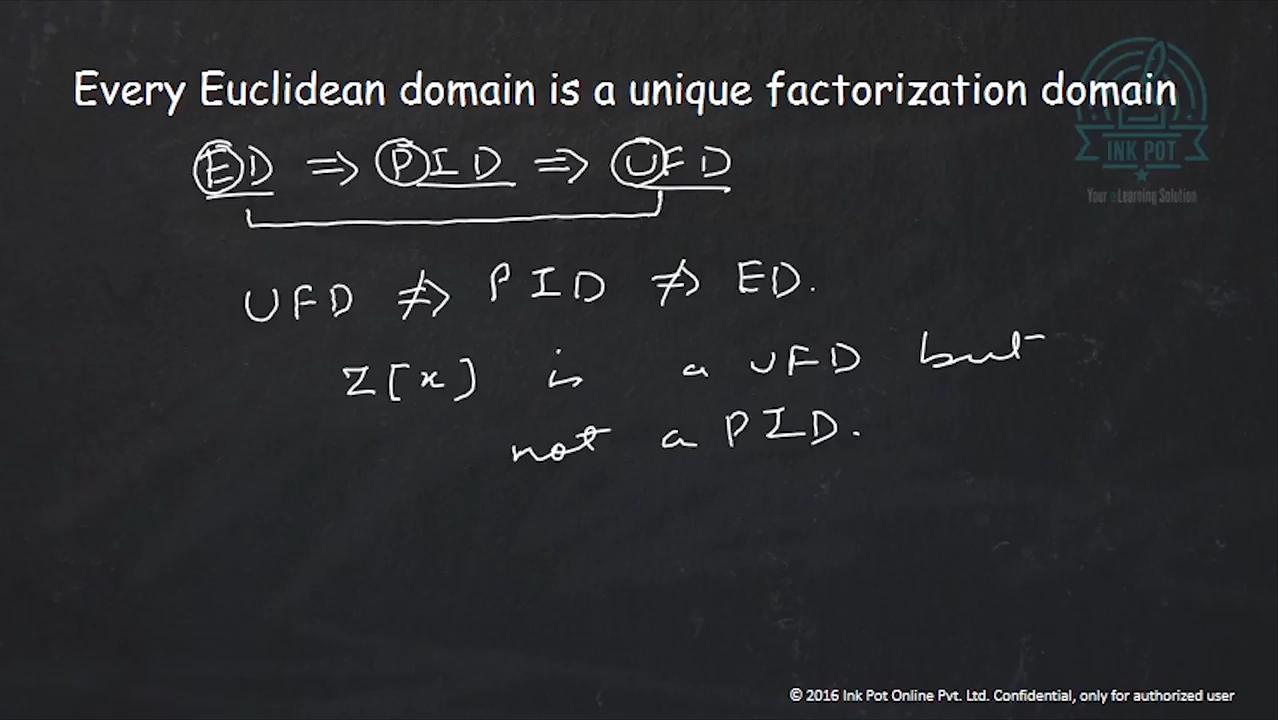 Every Euclidean domain is a unique factorization domain
ED ⇒ PID ⇒ UFD
INK POT
Your e-Learning Solution
UFD ⇏ PID ⇏ ED.
Z[x] is a UFD but
not a PID.
© 2016 Ink Pot Online Pvt. Ltd. Confidential, only for authorized user